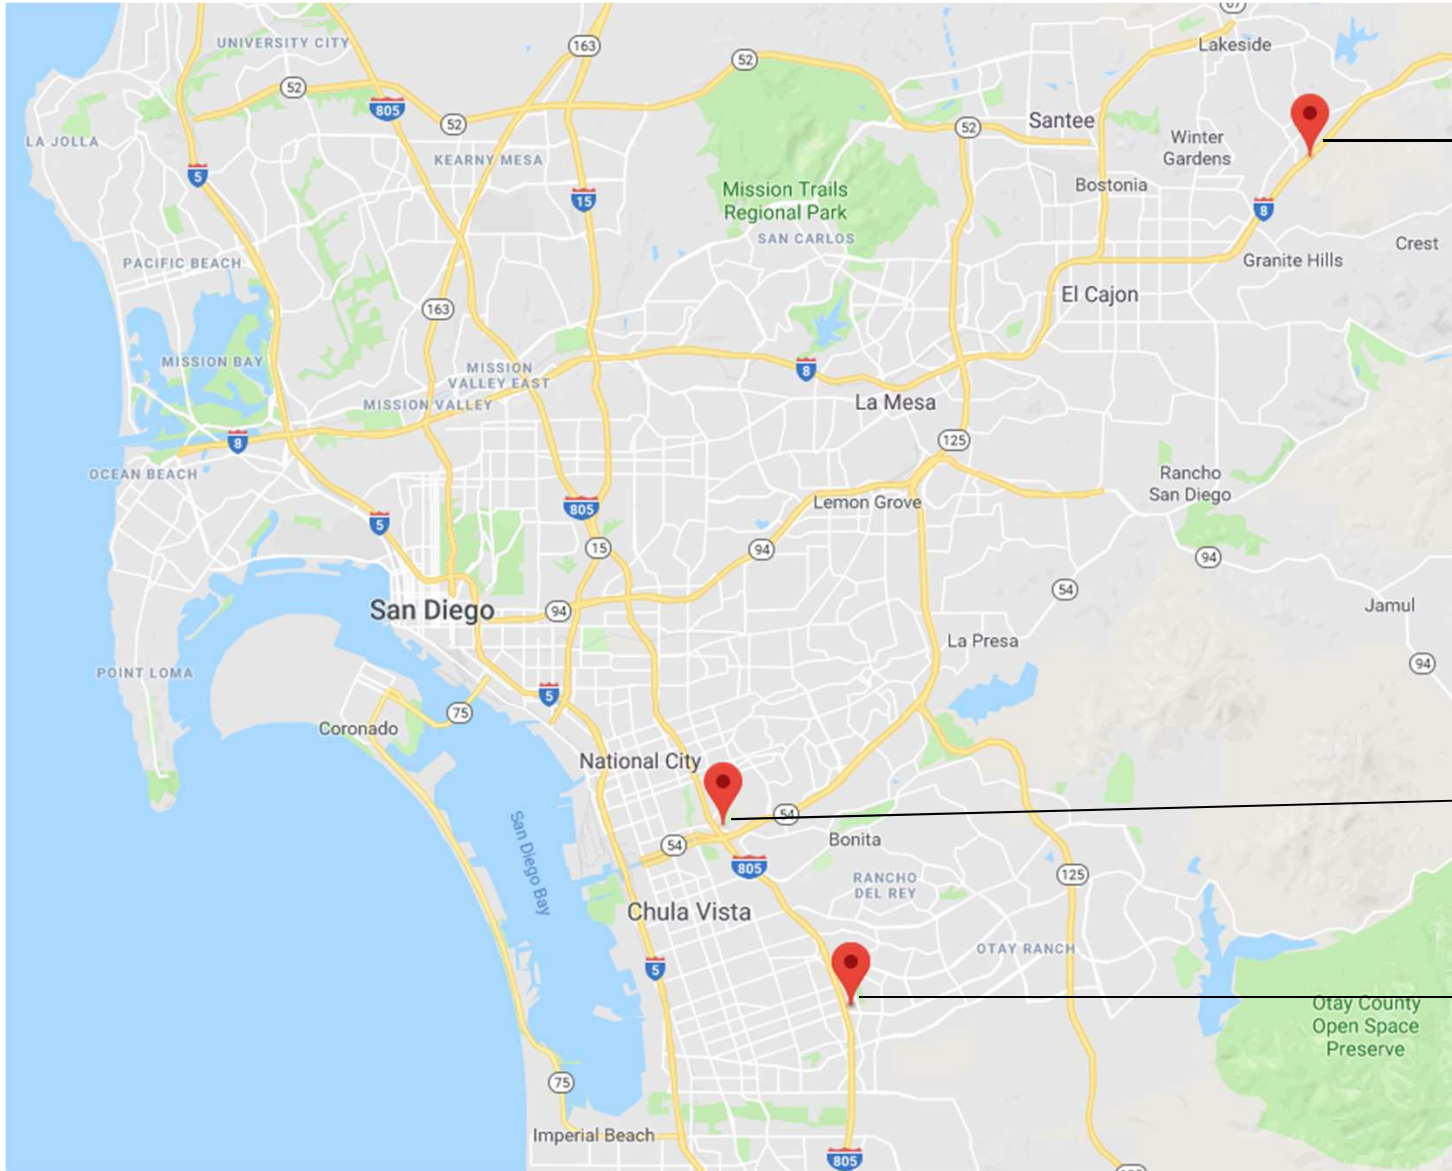 67
Lakeside
UNIVERSITY CITY
163
52
52
805
52
Santee
52
LA JOLLA
KEARNY MESA
Winter
Gardens
5
15
Mission Trails
Regional Park
Bostonia
8
SAN CARLOS
Crest
PACIFIC BEACH
Granite Hills
El Cajon
163
MISSION BAY
MISSION
VALLEY EAST
8
MISSION VALLEY
La Mesa
8
125
OCEAN BEACH
Rancho
San Diego
Lemon Grove
805
5
15
94
94
54
San Diego
94
Jamul
La Presa
POINT LOMA
94
5
75
Coronado
National City
54
54
Bonita
805
San Diego Bay
RANCHO
DEL REY
125
Chula Vista
OTAY RANCH
5
Otay County
Open Space
Preserve
75
Imperial Beach
805